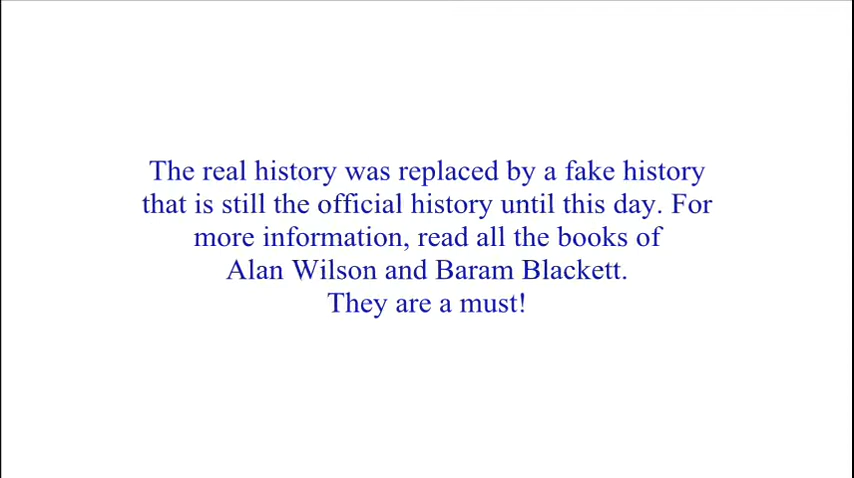 The real history was replaced by a fake history
that is still the official history until this day. For
more information, read all the books of
Alan Wilson and Baram Blackett.
They are a must!